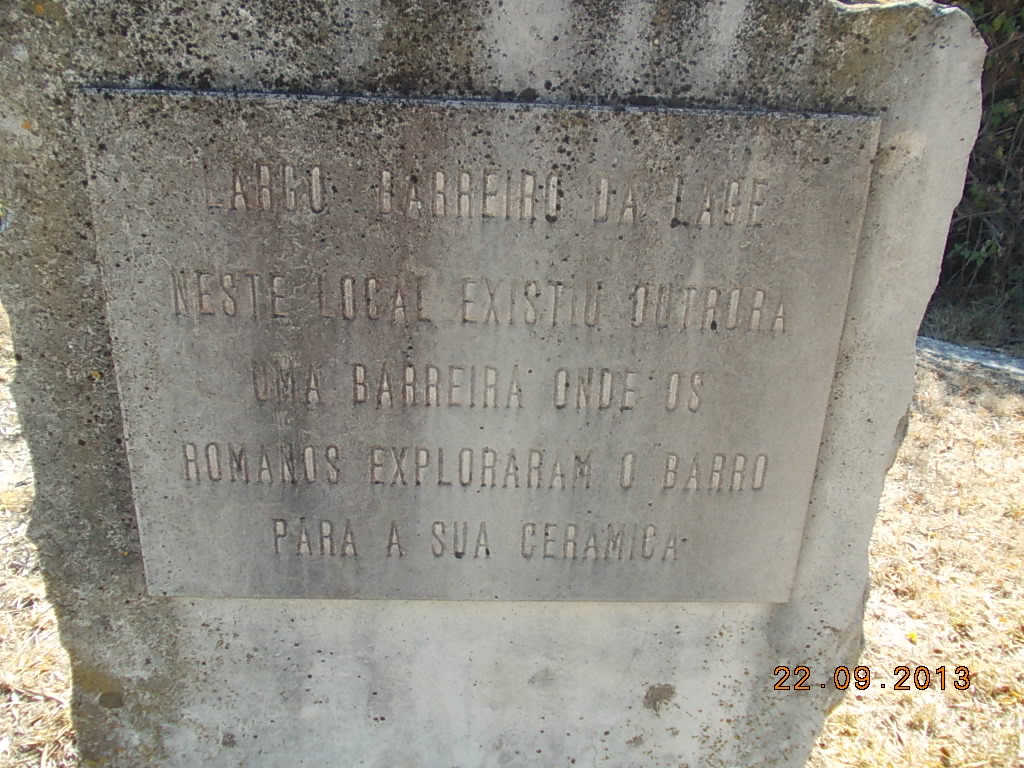 LARGO BARREIRO DA LAGE
NESTE LOCAL EXISTIU OUTRORA
UMA BARREIRA ONDE OS
ROMANOS EXPLORARAM O BARRO
PARA A SUA CERAMICA
22.09.2013